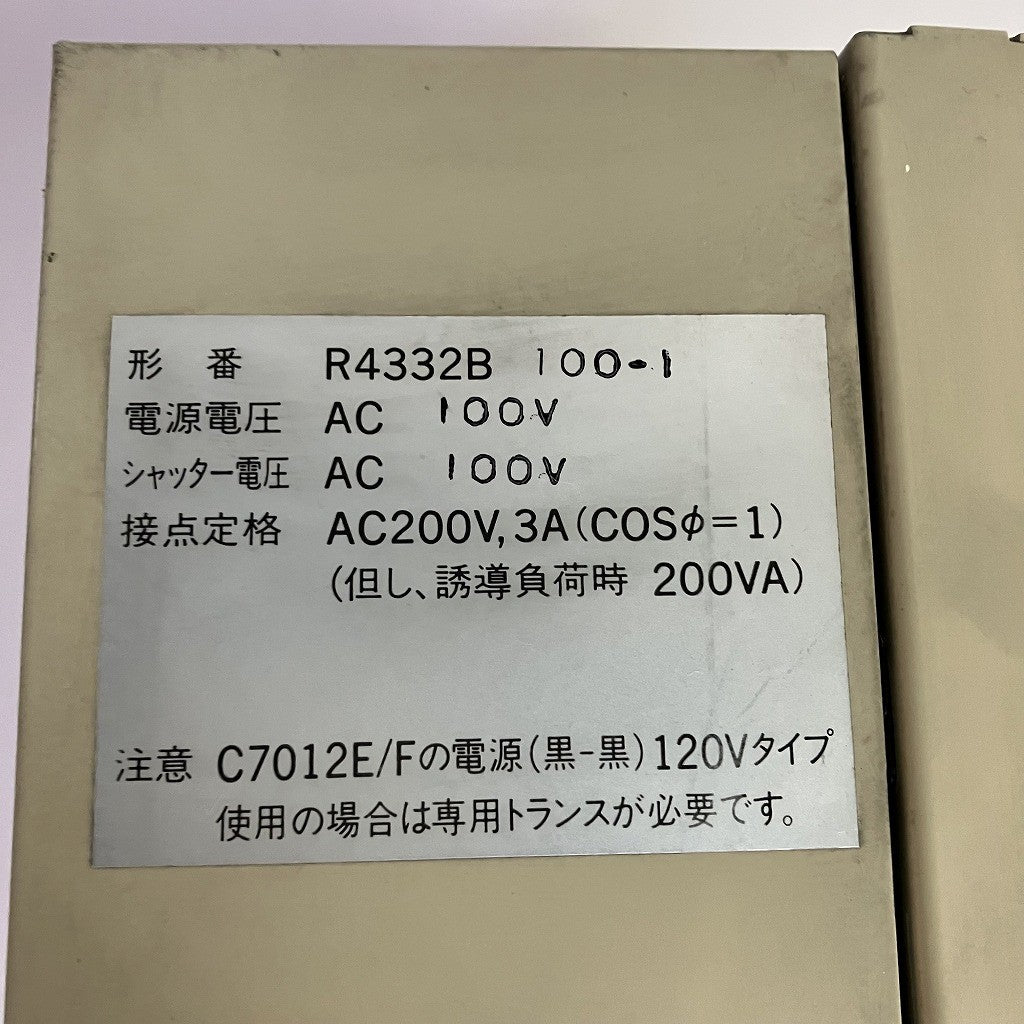 形 番 R4332B 100-1
電源電圧 AC 100V
シャッター電圧 AC 100V
接点定格 AC200V,3A(COSφ=1)
(但し、誘導負荷時 200VA)
注意 C7012E/Fの電源(黒-黒)120Vタイプ
使用の場合は専用トランスが必要です。